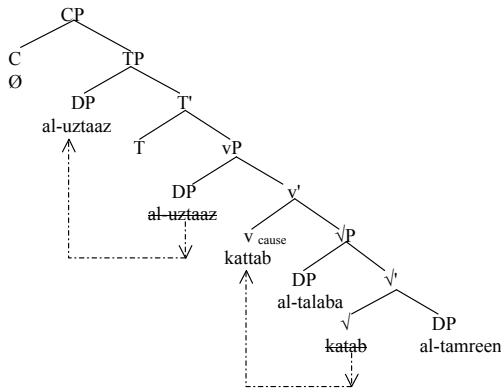 CP
C TP
Ø
DP T'
al-uztaaz
T vP
DP v'
al-uztaaz
v cause √P
kattab
DP √'
al-talaba
√ DP
katab al-tamreen